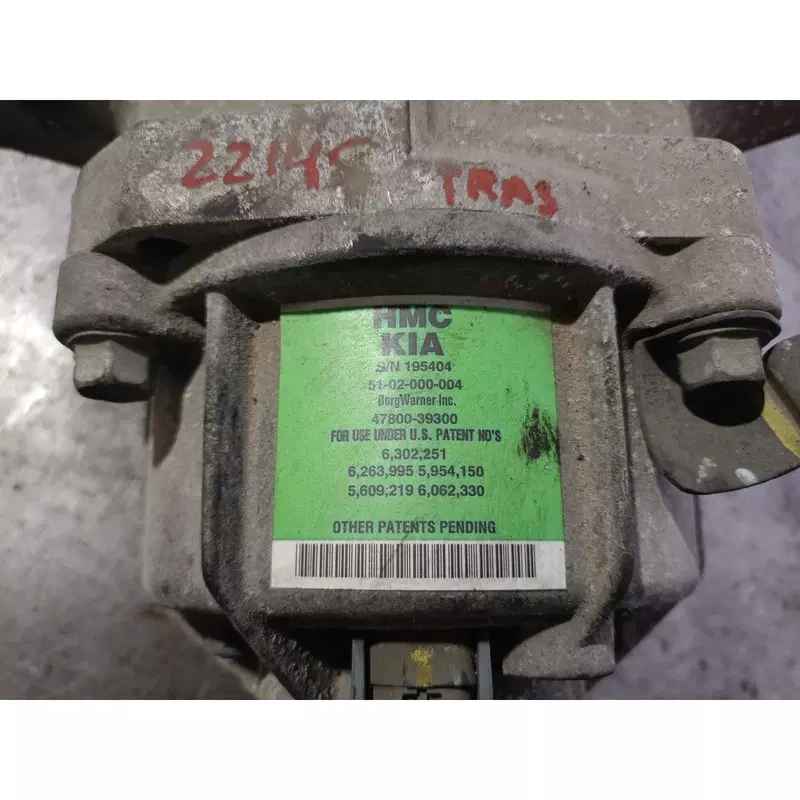 22145 TRAS
HMC
KIA
S/N 195404
51-02-000-004
BorgWarner Inc.
47800-39300
FOR USE UNDER U.S. PATENT NO'S
6,302,251
6,263,995 5,954,150
5,609,219 6,062,330
OTHER PATENTS PENDING